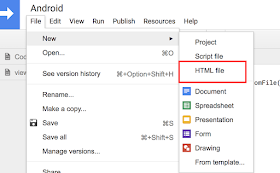 Android
File Edit View Run Publish Resources Help
New
Project
Script file
HTML file
Document
Spreadsheet
Presentation
Form
Drawing
From template...
Open... ⌘O
See version history ⌘+Option+Shift+H
Rename...
Make a copy...
Save ⌘S
Save all ⌘+Shift+S
Manage versions...
Cod
view
omFile(